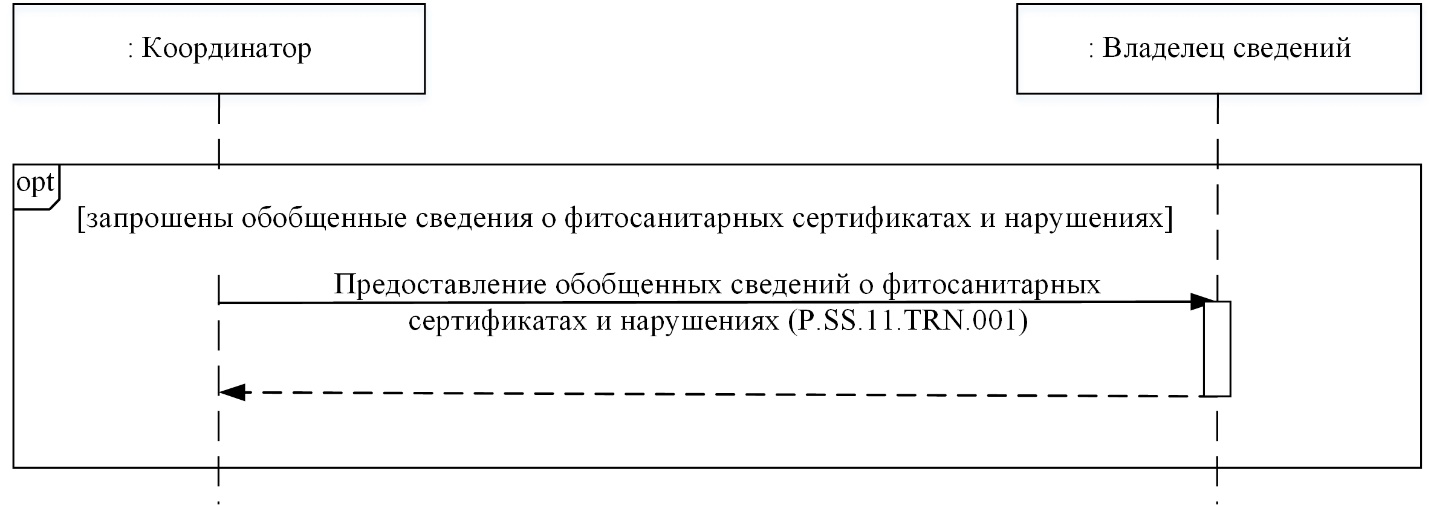 : Координатор
: Владелец сведений
opt
[запрошены обобщенные сведения о фитосанитарных сертификатах и нарушениях]
Предоставление обобщенных сведений о фитосанитарных
сертификатах и нарушениях (P.SS.11.TRN.001)